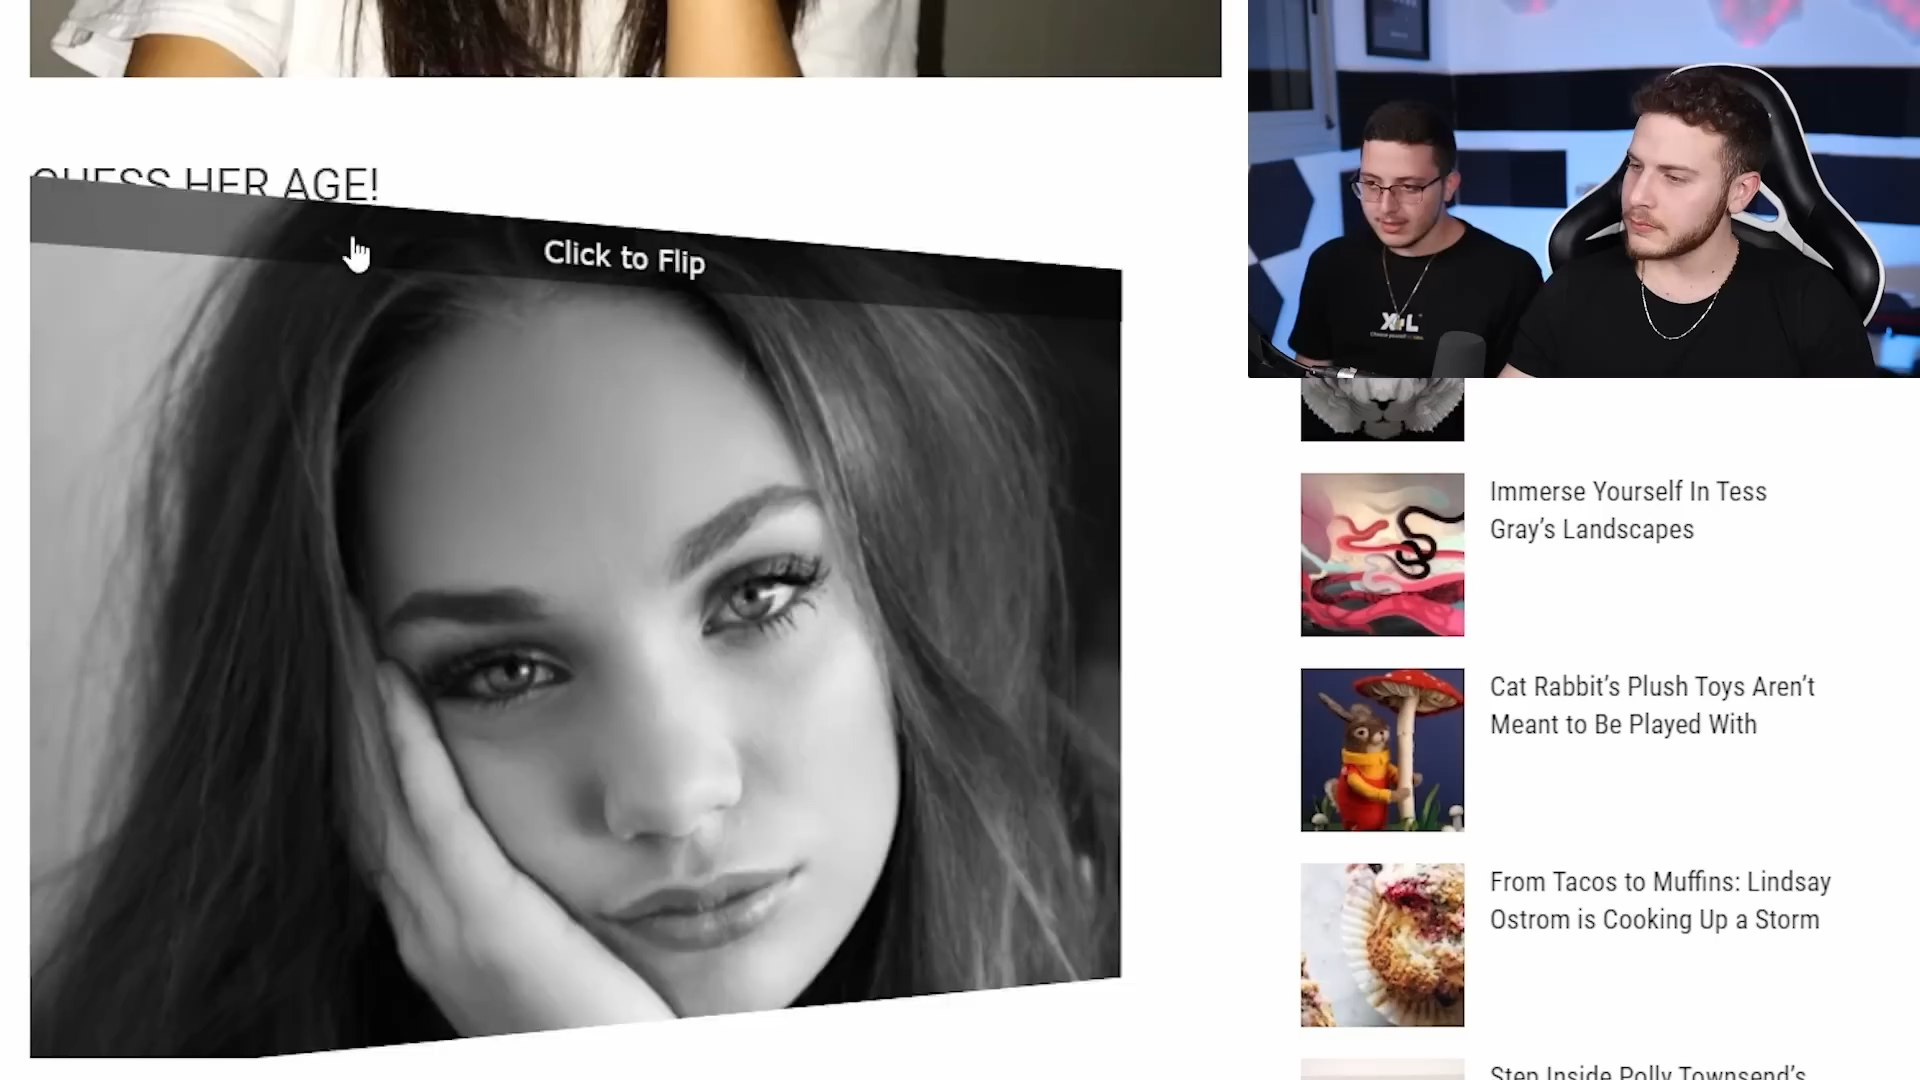 GUESS HER AGE!
Click to Flip
Immerse Yourself In Tess
Gray's Landscapes
Cat Rabbit's Plush Toys Aren't
Meant to Be Played With
From Tacos to Muffins: Lindsay
Ostrom is Cooking Up a Storm
Step Inside Polly Townsend's